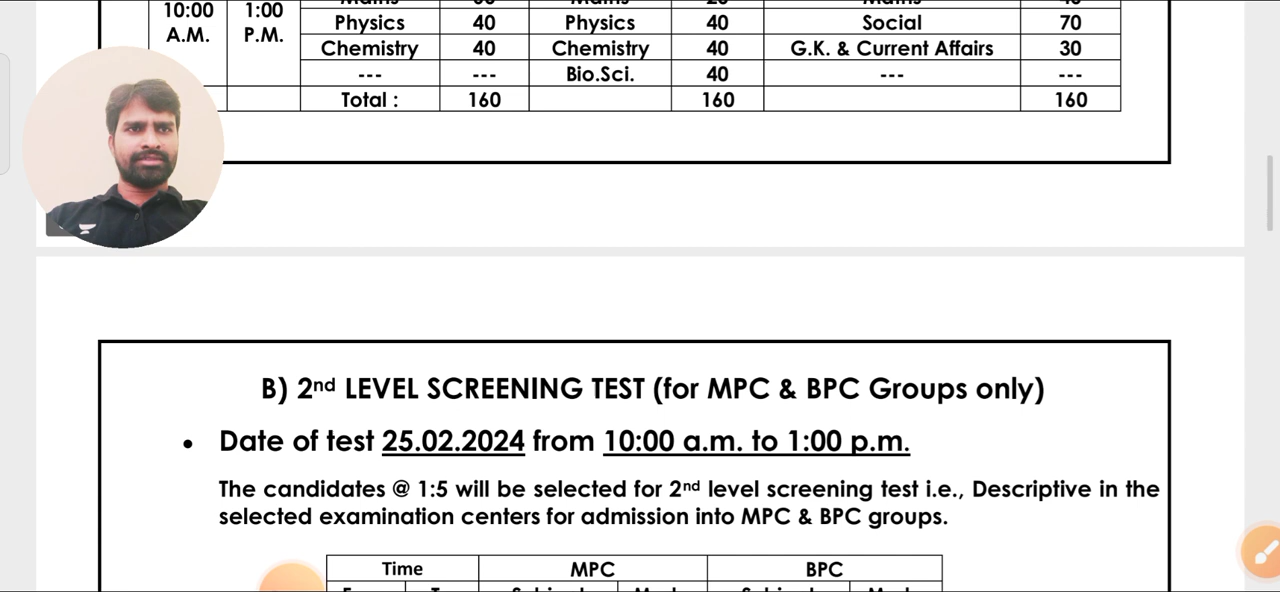 10:00 1:00
A.M. P.M.
Physics 40 Physics 40 Social 70
Chemistry 40 Chemistry 40 G.K. & Current Affairs 30
--- --- Bio.Sci. 40 --- ---
Total : 160 160 160
B) 2nd LEVEL SCREENING TEST (for MPC & BPC Groups only)
• Date of test 25.02.2024 from 10:00 a.m. to 1:00 p.m.
The candidates @ 1:5 will be selected for 2nd level screening test i.e., Descriptive in the
selected examination centers for admission into MPC & BPC groups.
Time MPC BPC